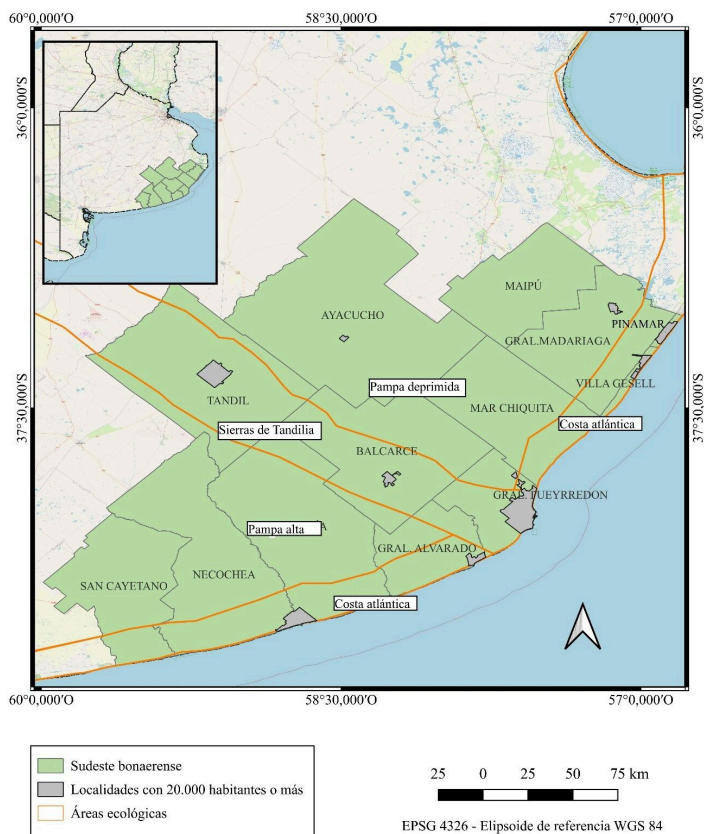 60°0,000′O
58°30,000′O
57°0,000′O
36°0,000′S
36°0,000′S
MAIPÚ
AYACUCHO
PINAMAR
GRAL.MADARIAGA
Pampa deprimida
VILLA GESELL
TANDIL
MAR CHIQUITA
37°30,000′S
37°30,000′S
Costa atlántica
Sierras de Tandilia
BALCARCE
GRAL. PUEYRREDON
Pampa alta
GRAL. ALVARADO
NECOCHEA
SAN CAYETANO
Costa atlántica
60°0,000′O
58°30,000′O
57°0,000′O
Sudeste bonaerense
Localidades con 20.000 habitantes o más
Áreas ecológicas
25 0 25 50 75 km
EPSG 4326 - Elipsoide de referencia WGS 84